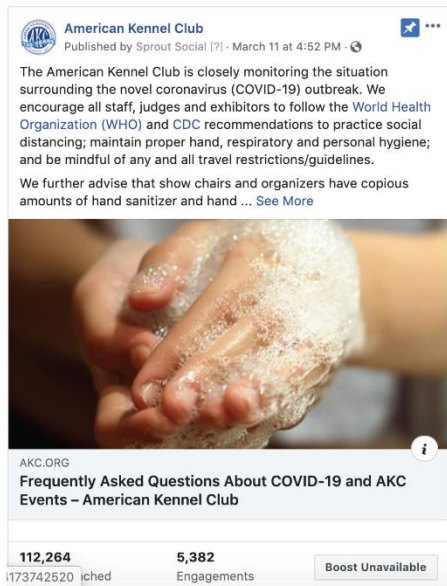 American Kennel Club
Published by Sprout Social [?] · March 11 at 4:52 PM ·
The American Kennel Club is closely monitoring the situation
surrounding the novel coronavirus (COVID-19) outbreak. We
encourage all staff, judges and exhibitors to follow the World Health
Organization (WHO) and CDC recommendations to practice social
distancing; maintain proper hand, respiratory and personal hygiene;
and be mindful of any and all travel restrictions/guidelines.
We further advise that show chairs and organizers have copious
amounts of hand sanitizer and hand ... See More
AKC.ORG
Frequently Asked Questions About COVID-19 and AKC
Events – American Kennel Club
112,264 5,382
173742520 ched Engagements
Boost Unavailable